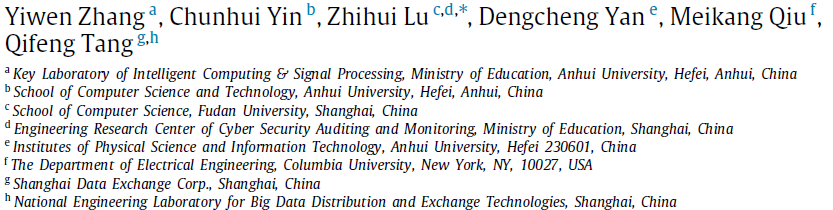 Yiwen Zhang a, Chunhui Yin b, Zhihui Lu c,d,*, Dengcheng Yan e, Meikang Qiu f,
Qifeng Tang g,h
a Key Laboratory of Intelligent Computing & Signal Processing, Ministry of Education, Anhui University, Hefei, Anhui, China
b School of Computer Science and Technology, Anhui University, Hefei, Anhui, China
c School of Computer Science, Fudan University, Shanghai, China
d Engineering Research Center of Cyber Security Auditing and Monitoring, Ministry of Education, Shanghai, China
e Institutes of Physical Science and Information Technology, Anhui University, Hefei 230601, China
f The Department of Electrical Engineering, Columbia University, New York, NY, 10027, USA
g Shanghai Data Exchange Corp., Shanghai, China
h National Engineering Laboratory for Big Data Distribution and Exchange Technologies, Shanghai, China